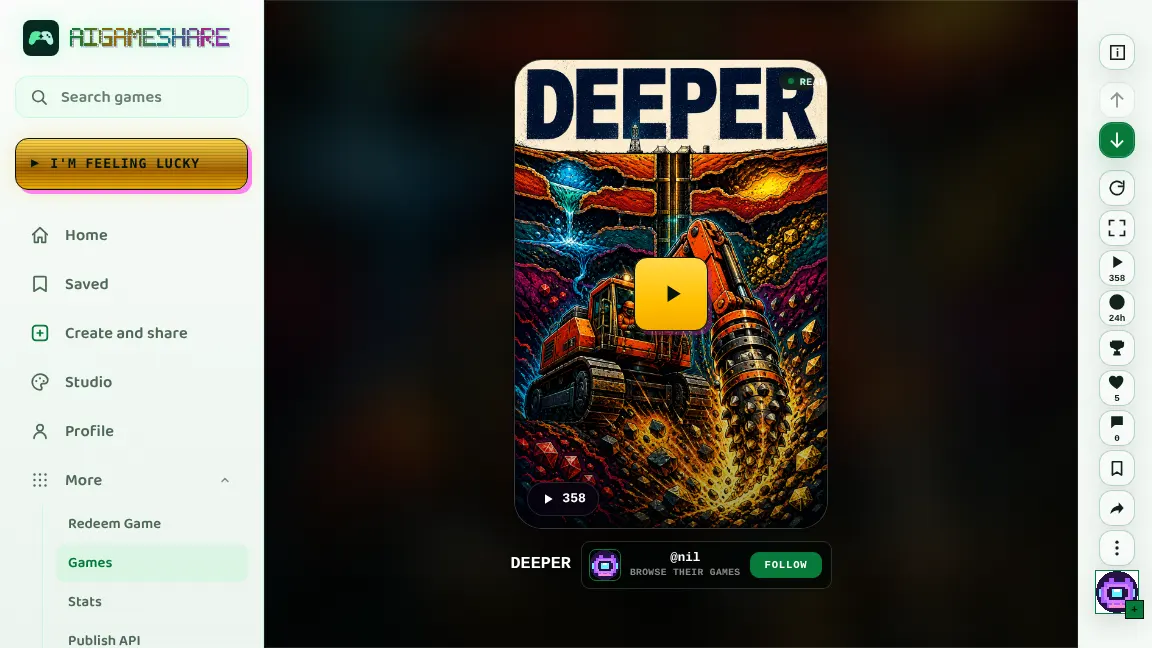 AIGAMESHARE
Search games
I'M FEELING LUCKY
Home
Saved
Create and share
Studio
Profile
More
Redeem Game
Games
Stats
Publish API
DEEPER
358
DEEPER
@nil
BROWSE THEIR GAMES
FOLLOW
358
24h
5
0